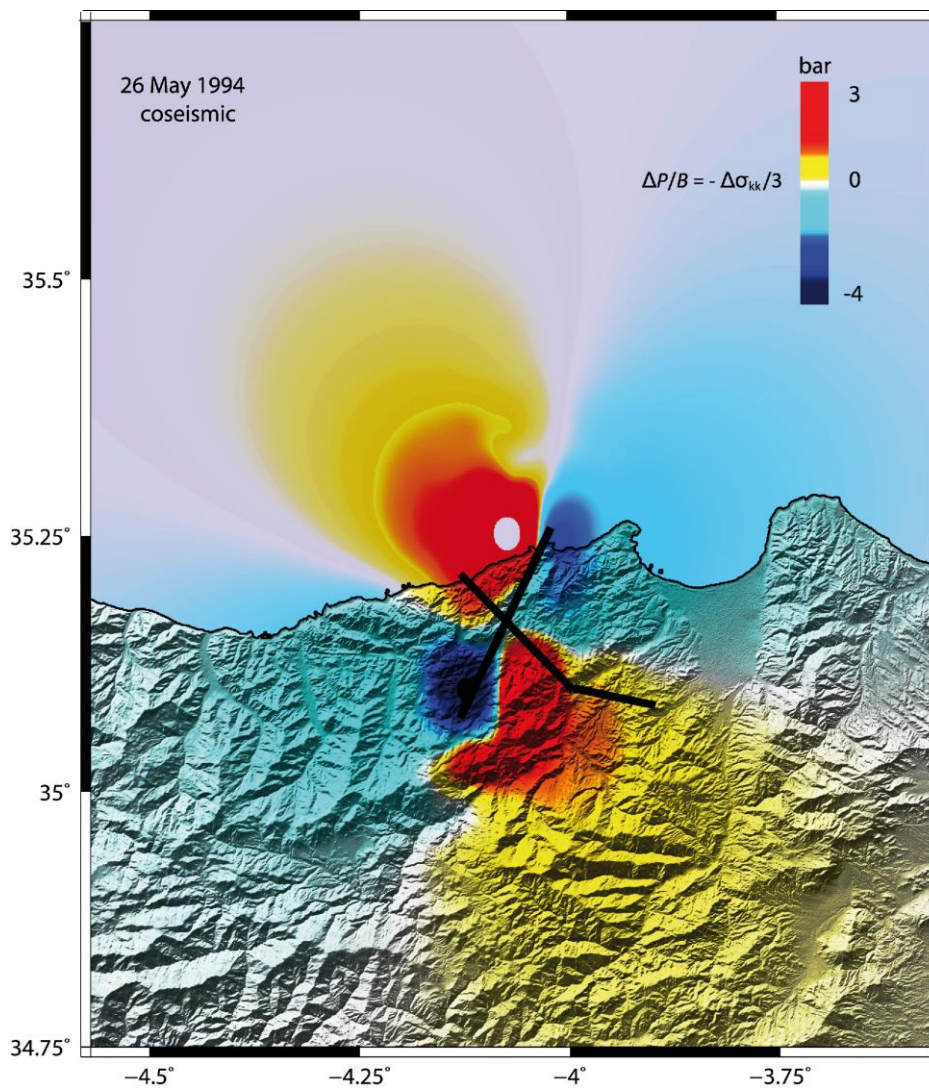 26 May 1994
coseismic
bar
3
ΔP/B = - Δσkk/3
0
-4
35.5˚
35.25˚
35˚
34.75˚
−4.5˚
−4.25˚
−4˚
−3.75˚